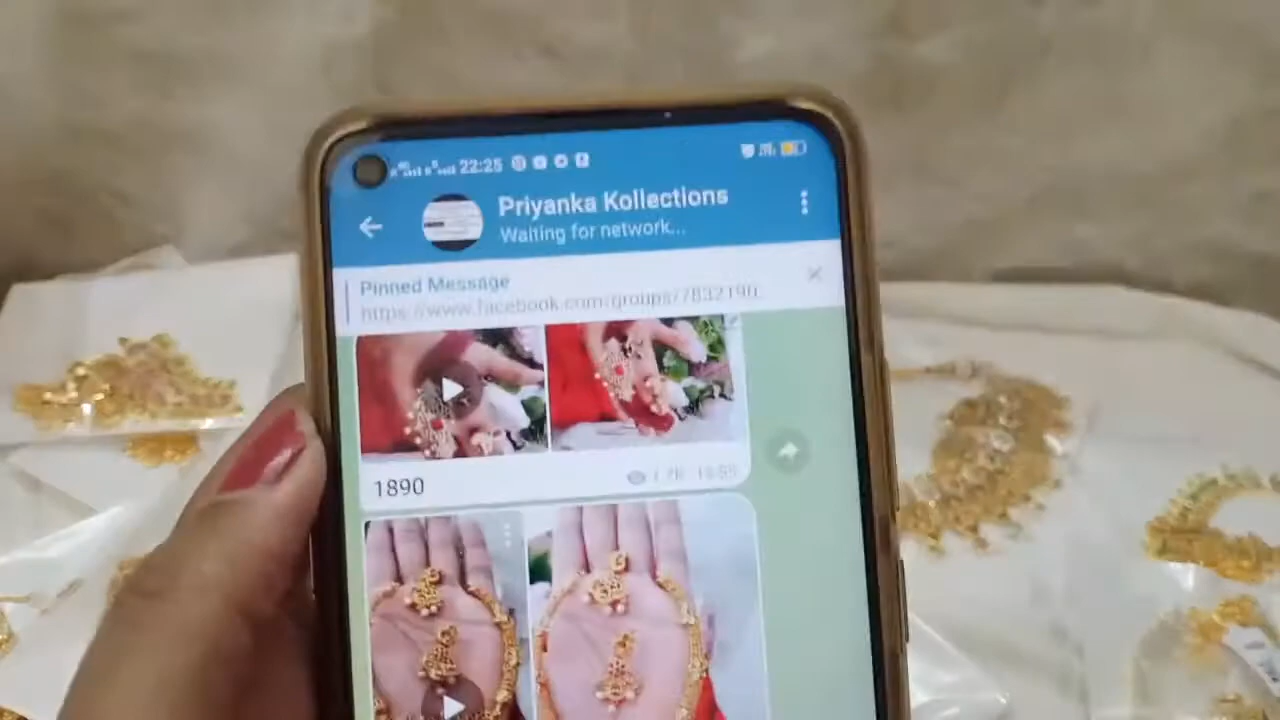 22:25
Priyanka Kollections
Waiting for network...
Pinned Message
https://www.facebook.com/groups/7832190
1890